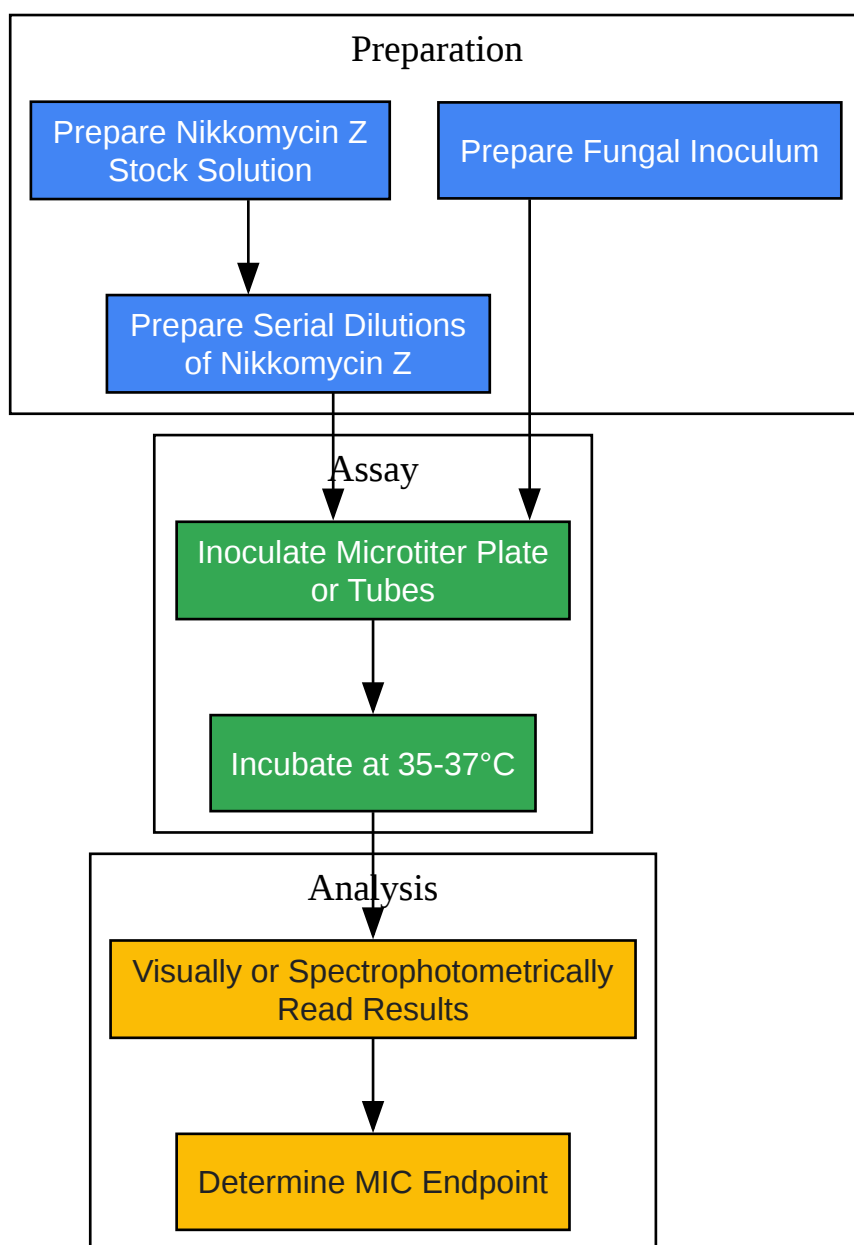 Preparation
Prepare Nikkomycin Z
Stock Solution
Prepare Fungal Inoculum
Prepare Serial Dilutions
of Nikkomycin Z
Assay
Inoculate Microtiter Plate
or Tubes
Incubate at 35-37°C
Analysis
Visually or Spectrophotometrically
Read Results
Determine MIC Endpoint